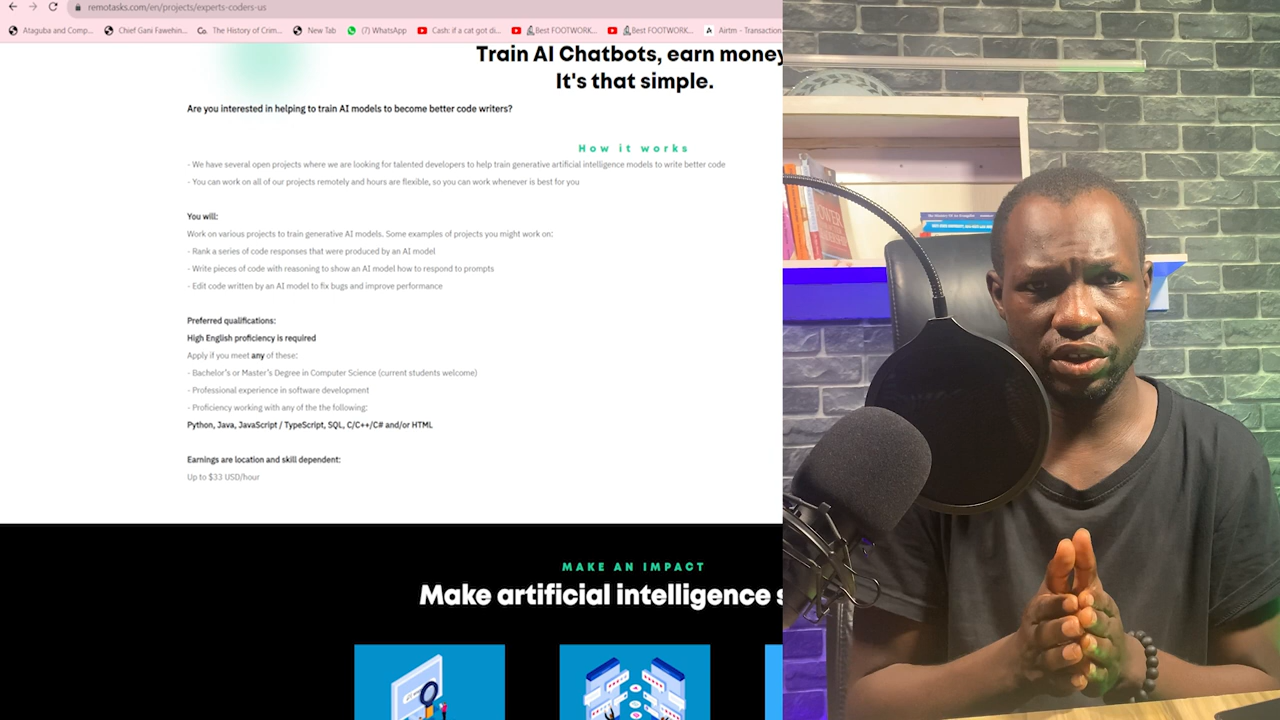 remotasks.com/en/projects/experts-coders-us
Ataguba and Comp... Chief Gani Fawehin... Co. The History of Crim... New Tab (7) WhatsApp Cash: if a cat got di... Best FOOTWORK... Best FOOTWORK... A Airtm - Transaction
Train AI Chatbots, earn money
It's that simple.
Are you interested in helping to train AI models to become better code writers?
How it works
- We have several open projects where we are looking for talented developers to help train generative artificial intelligence models to write better code
- You can work on all of our projects remotely and hours are flexible, so you can work whenever is best for you
You will:
Work on various projects to train generative AI models. Some examples of projects you might work on:
- Rank a series of code responses that were produced by an AI model
- Write pieces of code with reasoning to show an AI model how to respond to prompts
- Edit code written by an AI model to fix bugs and improve performance
Preferred qualifications:
High English proficiency is required
Apply if you meet any of these:
- Bachelor's or Master's Degree in Computer Science (current students welcome)
- Professional experience in software development
- Proficiency working with any of the the following:
Python, Java, JavaScript / TypeScript, SQL, C/C++/C# and/or HTML
Earnings are location and skill dependent:
Up to $33 USD/hour
MAKE AN IMPACT
Make artificial intelligence s
POWER